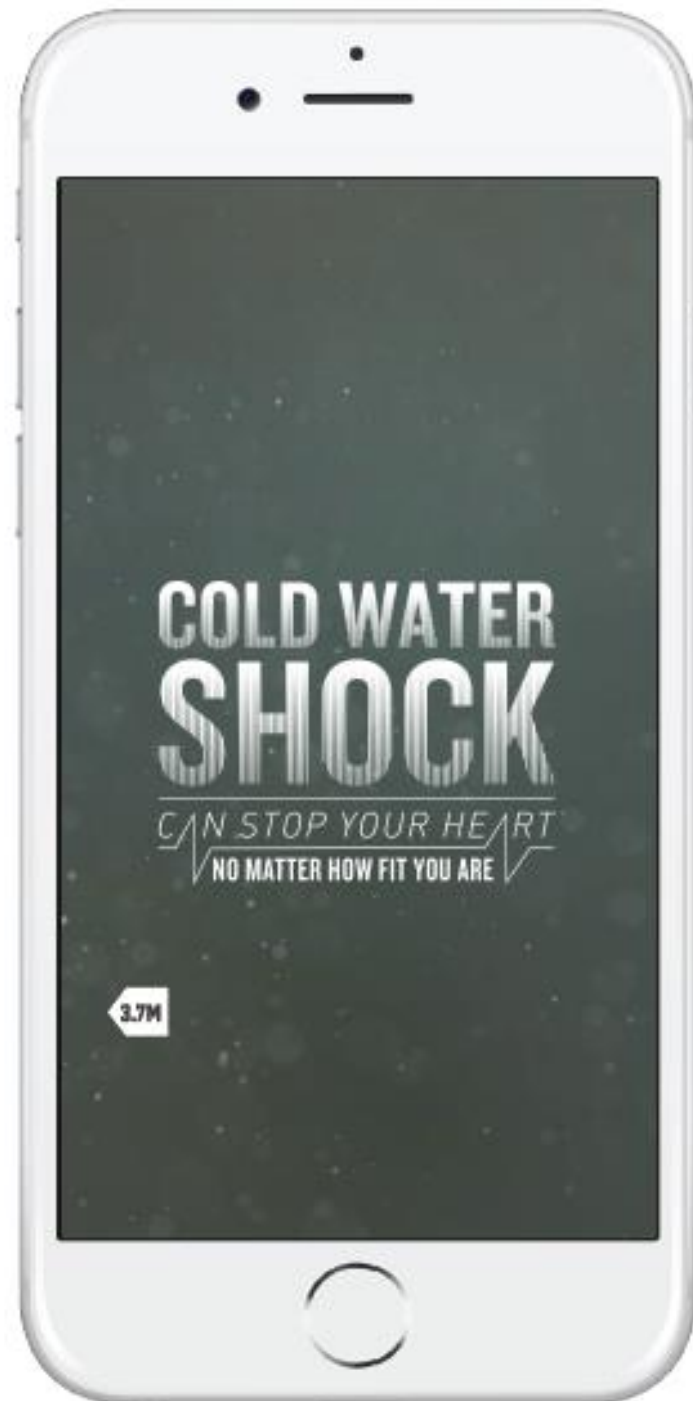 COLD WATER
SHOCK
CAN STOP YOUR HEART
NO MATTER HOW FIT YOU ARE
3.7M